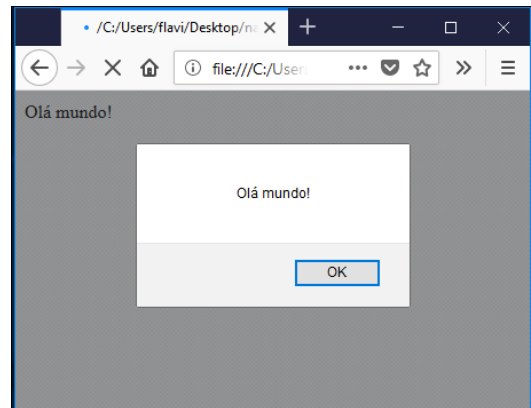 /C:/Users/flavi/Desktop/na
file:///C:/User
Olá mundo!
Olá mundo!
OK